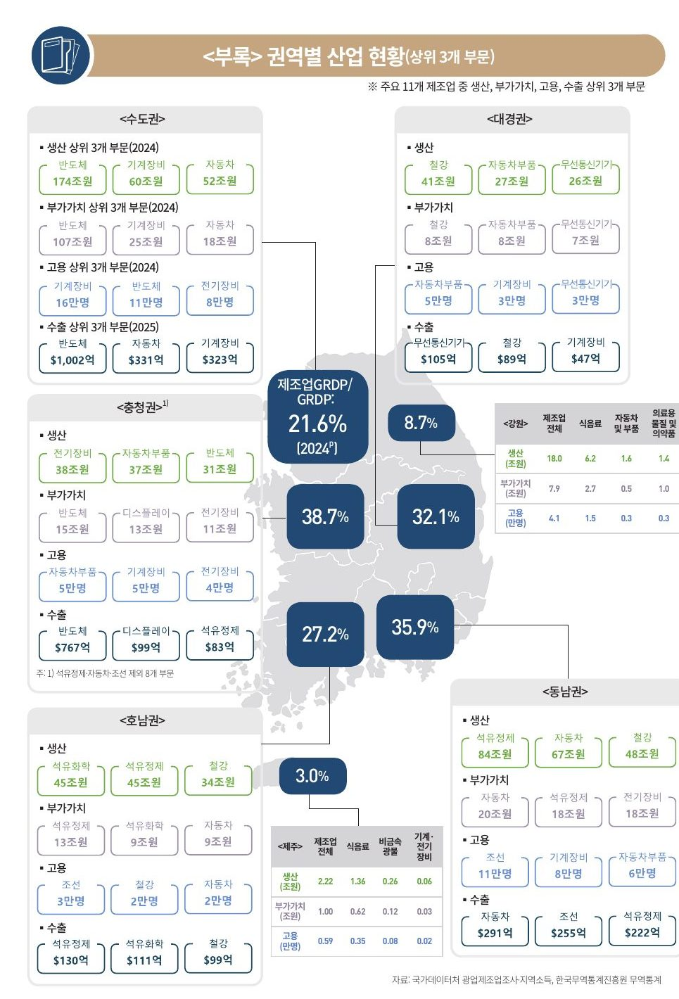 <부록> 권역별 산업 현황(상위 3개 부문)
※ 주요 11개 제조업 중 생산, 부가가치, 고용, 수출 상위 3개 부문
<수도권>
▪ 생산 상위 3개 부문(2024)
반도체 기계장비 자동차
174조원 60조원 52조원
▪ 부가가치 상위 3개 부문(2024)
반도체 기계장비 자동차
107조원 25조원 18조원
▪ 고용 상위 3개 부문(2024)
기계장비 반도체 전기장비
16만명 11만명 8만명
▪ 수출 상위 3개 부문(2025)
반도체 자동차 기계장비
$1,002억 $331억 $323억
<대경권>
▪ 생산
철강 자동차부품 무선통신기기
41조원 27조원 26조원
▪ 부가가치
철강 자동차부품 무선통신기기
8조원 8조원 7조원
▪ 고용
자동차부품 기계장비 무선통신기기
5만명 3만명 3만명
▪ 수출
무선통신기기 철강 기계장비
$105억 $89억 $47억
제조업GRDP/
GRDP:
21.6%
(2024ᵖ)
8.7%
38.7%
32.1%
27.2%
35.9%
3.0%
<충청권>1)
▪ 생산
전기장비 자동차부품 반도체
38조원 37조원 31조원
▪ 부가가치
반도체 디스플레이 전기장비
15조원 13조원 11조원
▪ 고용
자동차부품 기계장비 전기장비
5만명 5만명 4만명
▪ 수출
반도체 디스플레이 석유정제
$767억 $99억 $83억
주: 1) 석유정제·자동차·조선 제외 8개 부문
<강원> 제조업 전체 식음료 자동차 및 부품 의료용 물질 및 의약품
생산 (조원) 18.0 6.2 1.6 1.4
부가가치 (조원) 7.9 2.7 0.5 1.0
고용 (만명) 4.1 1.5 0.3 0.3
<호남권>
▪ 생산
석유화학 석유정제 철강
45조원 45조원 34조원
▪ 부가가치
석유정제 석유화학 자동차
13조원 9조원 9조원
▪ 고용
조선 철강 자동차
3만명 2만명 2만명
▪ 수출
석유정제 석유화학 철강
$130억 $111억 $99억
<제주> 제조업 전체 식음료 비금속 광물 기계· 전기 장비
생산 (조원) 2.22 1.36 0.26 0.06
부가가치 (조원) 1.00 0.62 0.12 0.03
고용 (만명) 0.59 0.35 0.08 0.02
<동남권>
▪ 생산
석유정제 자동차 철강
84조원 67조원 48조원
▪ 부가가치
자동차 석유정제 전기장비
20조원 18조원 18조원
▪ 고용
조선 기계장비 자동차부품
11만명 8만명 6만명
▪ 수출
자동차 조선 석유정제
$291억 $255억 $222억
자료: 국가데이터처 광업제조업조사·지역소득, 한국무역통계진흥원 무역통계